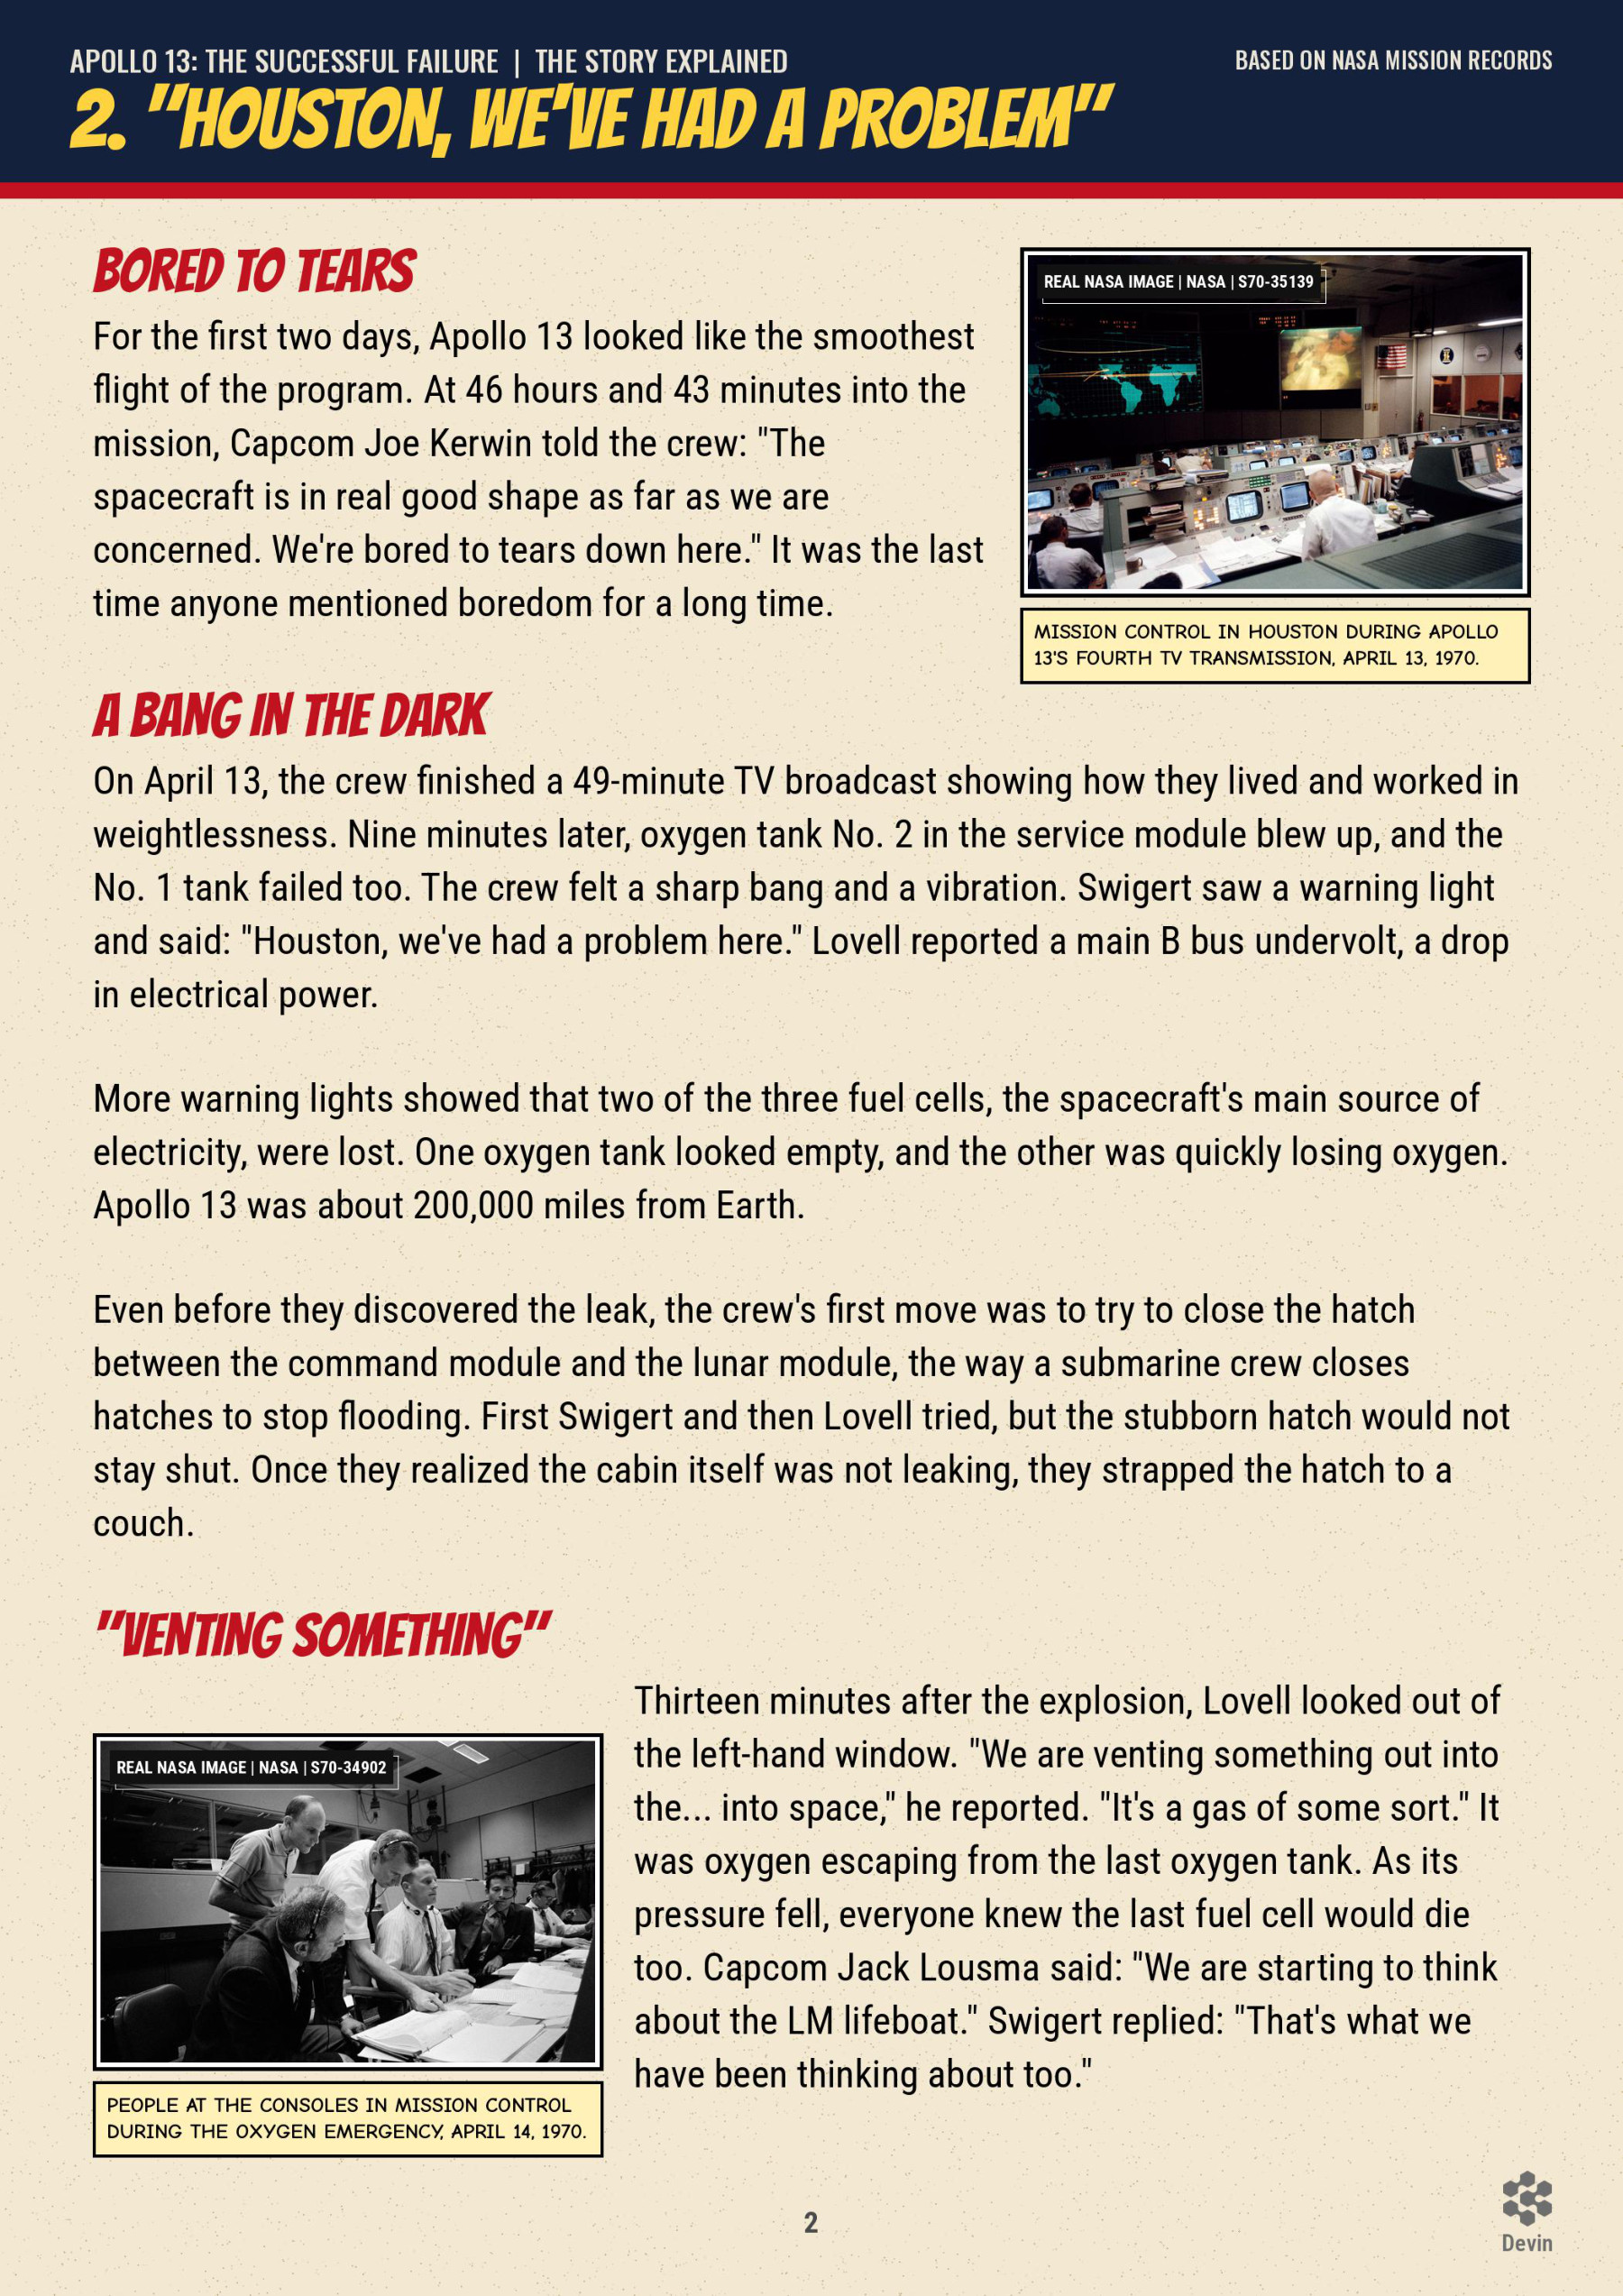 APOLLO 13: THE SUCCESSFUL FAILURE | THE STORY EXPLAINED
BASED ON NASA MISSION RECORDS
2. "HOUSTON, WE'VE HAD A PROBLEM"
BORED TO TEARS
For the first two days, Apollo 13 looked like the smoothest
flight of the program. At 46 hours and 43 minutes into the
mission, Capcom Joe Kerwin told the crew: "The
spacecraft is in real good shape as far as we are
concerned. We're bored to tears down here." It was the last
time anyone mentioned boredom for a long time.
REAL NASA IMAGE | NASA | S70-35139
MISSION CONTROL IN HOUSTON DURING APOLLO
13'S FOURTH TV TRANSMISSION, APRIL 13, 1970.
A BANG IN THE DARK
On April 13, the crew finished a 49-minute TV broadcast showing how they lived and worked in
weightlessness. Nine minutes later, oxygen tank No. 2 in the service module blew up, and the
No. 1 tank failed too. The crew felt a sharp bang and a vibration. Swigert saw a warning light
and said: "Houston, we've had a problem here." Lovell reported a main B bus undervolt, a drop
in electrical power.
More warning lights showed that two of the three fuel cells, the spacecraft's main source of
electricity, were lost. One oxygen tank looked empty, and the other was quickly losing oxygen.
Apollo 13 was about 200,000 miles from Earth.
Even before they discovered the leak, the crew's first move was to try to close the hatch
between the command module and the lunar module, the way a submarine crew closes
hatches to stop flooding. First Swigert and then Lovell tried, but the stubborn hatch would not
stay shut. Once they realized the cabin itself was not leaking, they strapped the hatch to a
couch.
"VENTING SOMETHING"
Thirteen minutes after the explosion, Lovell looked out of
the left-hand window. "We are venting something out into
the... into space," he reported. "It's a gas of some sort." It
was oxygen escaping from the last oxygen tank. As its
pressure fell, everyone knew the last fuel cell would die
too. Capcom Jack Lousma said: "We are starting to think
about the LM lifeboat." Swigert replied: "That's what we
have been thinking about too."
REAL NASA IMAGE | NASA | S70-34902
PEOPLE AT THE CONSOLES IN MISSION CONTROL
DURING THE OXYGEN EMERGENCY, APRIL 14, 1970.
2
Devin